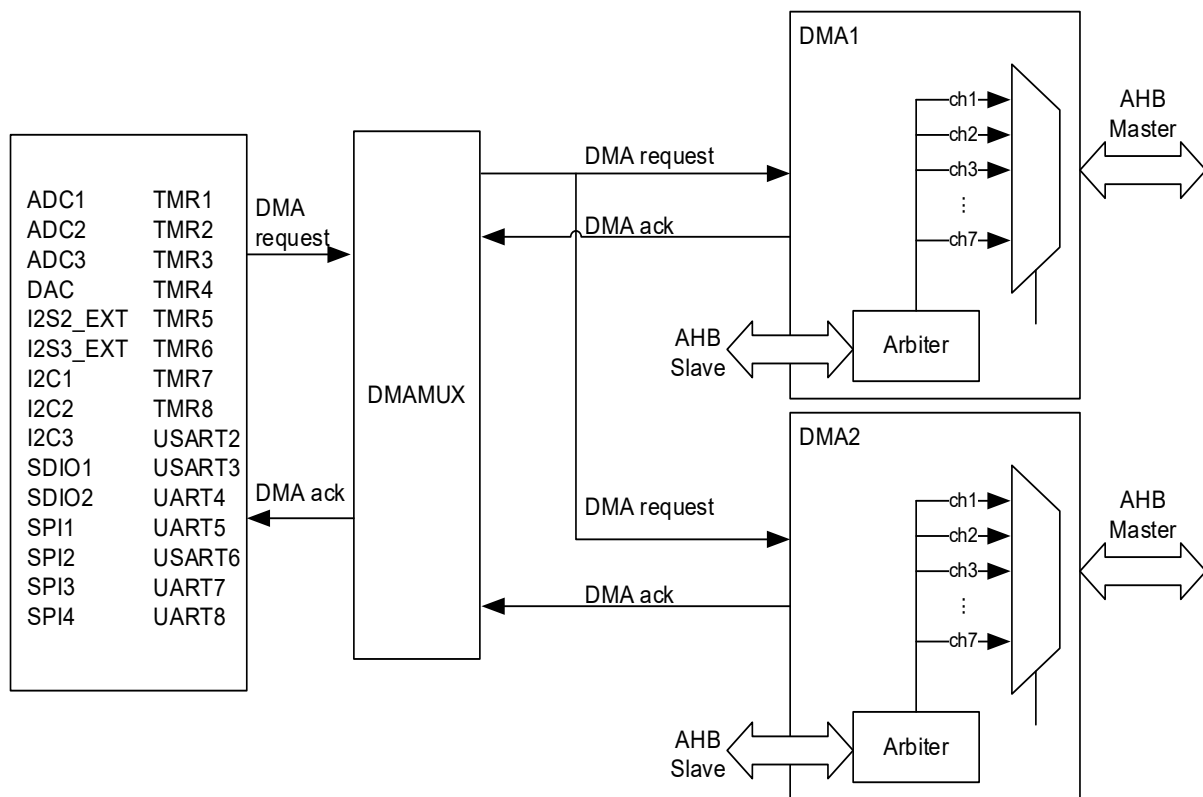 DMA1
ch1
ch2
ch3
⋮
ch7
AHB
Master
Arbiter
AHB
Slave
ADC1 TMR1
ADC2 TMR2
ADC3 TMR3
DAC TMR4
I2S2_EXT TMR5
I2S3_EXT TMR6
I2C1 TMR7
I2C2 TMR8
I2C3 USART2
SDIO1 USART3
SDIO2 UART4
SPI1 UART5
SPI2 USART6
SPI3 UART7
SPI4 UART8
DMA
request
DMA ack
DMAMUX
DMA request
DMA ack
DMA request
DMA ack
DMA2
ch1
ch2
ch3
⋮
ch7
AHB
Master
Arbiter
AHB
Slave